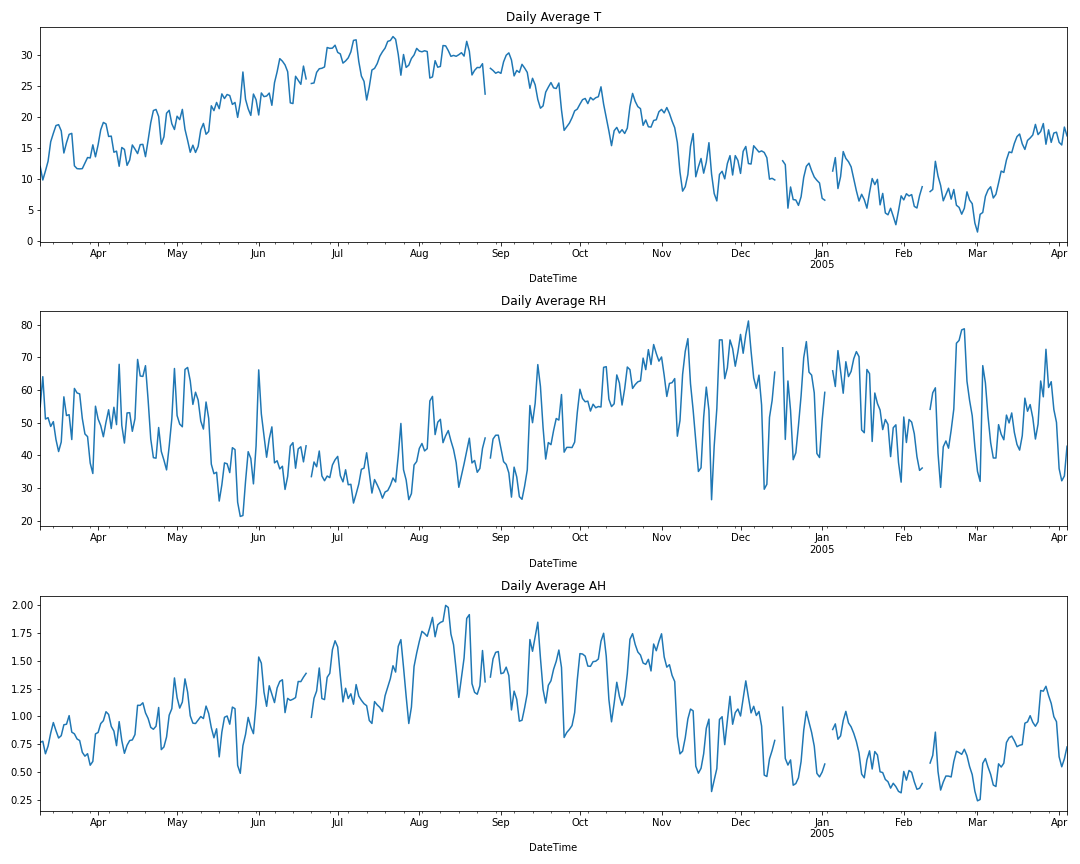 Daily Average T
30
25
20
15
10
5
0
Apr May Jun Jul Aug Sep Oct Nov Dec Jan Feb Mar Apr
2005
DateTime
Daily Average RH
80
70
60
50
40
30
20
Apr May Jun Jul Aug Sep Oct Nov Dec Jan Feb Mar Apr
2005
DateTime
Daily Average AH
2.00
1.75
1.50
1.25
1.00
0.75
0.50
0.25
Apr May Jun Jul Aug Sep Oct Nov Dec Jan Feb Mar Apr
2005
DateTime